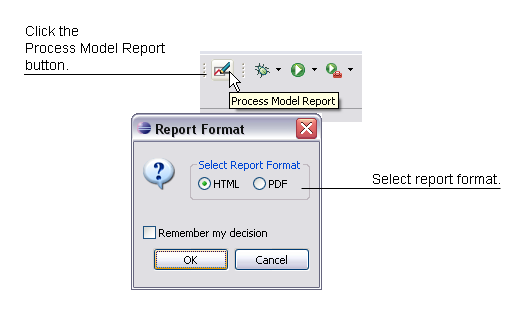 Click the
Process Model Report
button.
Process Model Report
Report Format
Select Report Format
HTML PDF
Select report format.
Remember my decision
OK Cancel